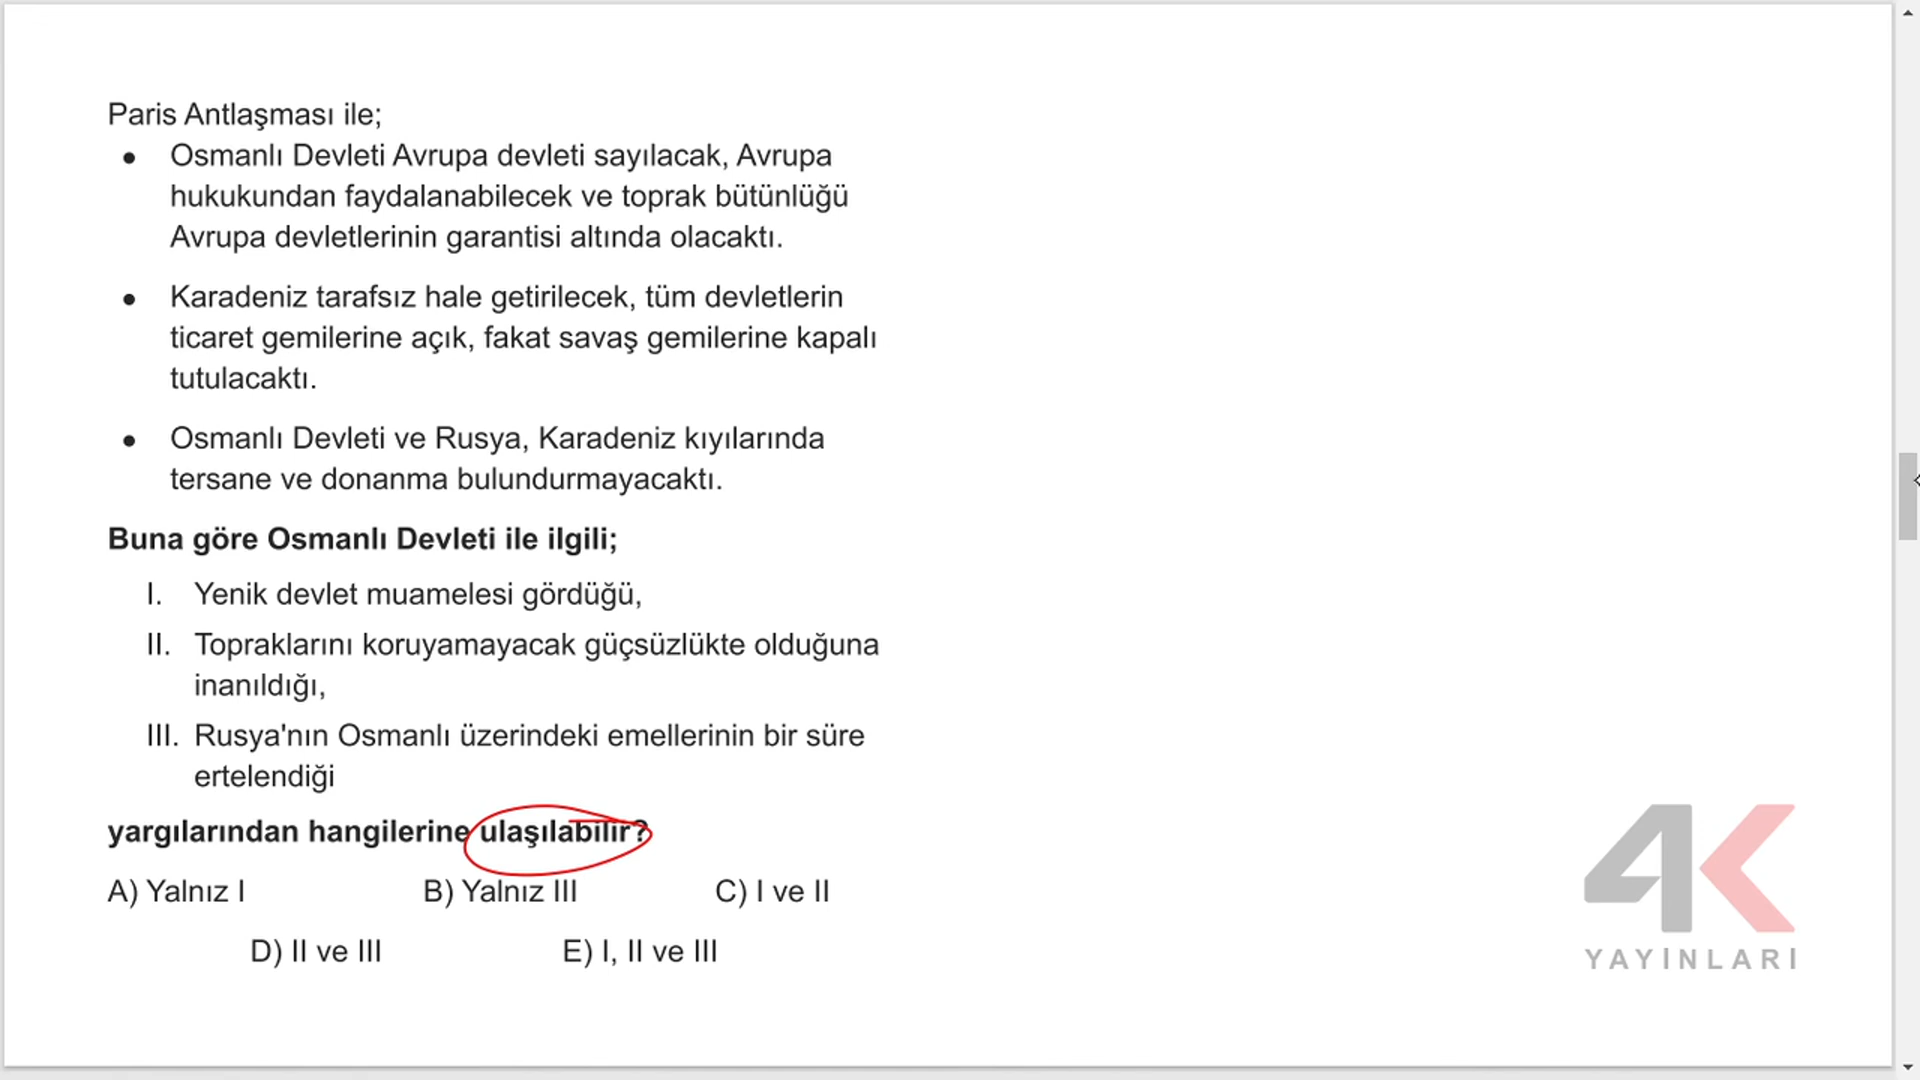 Paris Antlaşması ile;
● Osmanlı Devleti Avrupa devleti sayılacak, Avrupa
hukukundan faydalanabilecek ve toprak bütünlüğü
Avrupa devletlerinin garantisi altında olacaktı.
● Karadeniz tarafsız hale getirilecek, tüm devletlerin
ticaret gemilerine açık, fakat savaş gemilerine kapalı
tutulacaktı.
● Osmanlı Devleti ve Rusya, Karadeniz kıyılarında
tersane ve donanma bulundurmayacaktı.
Buna göre Osmanlı Devleti ile ilgili;
I. Yenik devlet muamelesi gördüğü,
II. Topraklarını koruyamayacak güçsüzlükte olduğuna
inanıldığı,
III. Rusya'nın Osmanlı üzerindeki emellerinin bir süre
ertelendiği
yargılarından hangilerine ulaşılabilir?
A) Yalnız I B) Yalnız III C) I ve II
D) II ve III E) I, II ve III
4K
YAYINLARI